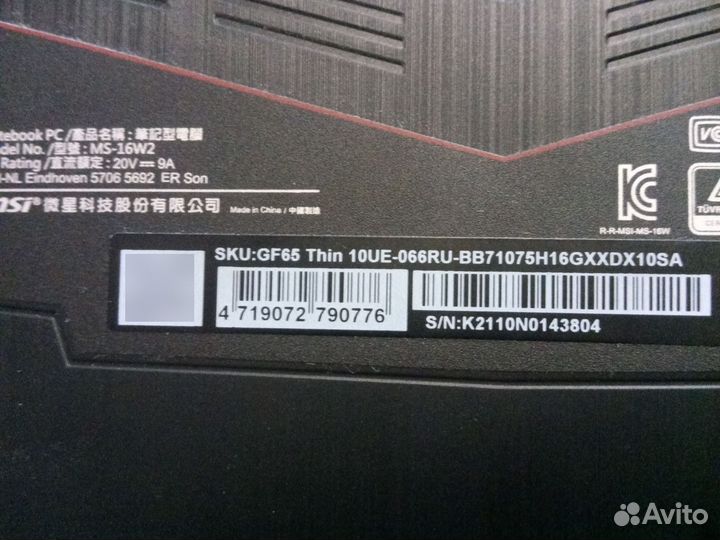 tebook PC /產品名稱：筆記型電腦
del No. /型號: MS-16W2
Rating /直流額定: 20V⎓9A
-NL Eindhoven 5706 5692 ER Son
msi® 微星科技股份有限公司 Made in China / 中國製造
R-R-MSI-MS-16W
SKU:GF65 Thin 10UE-066RU-BB71075H16GXXDX10SA
4 719072 790776
S/N:K2110N0143804
Avito